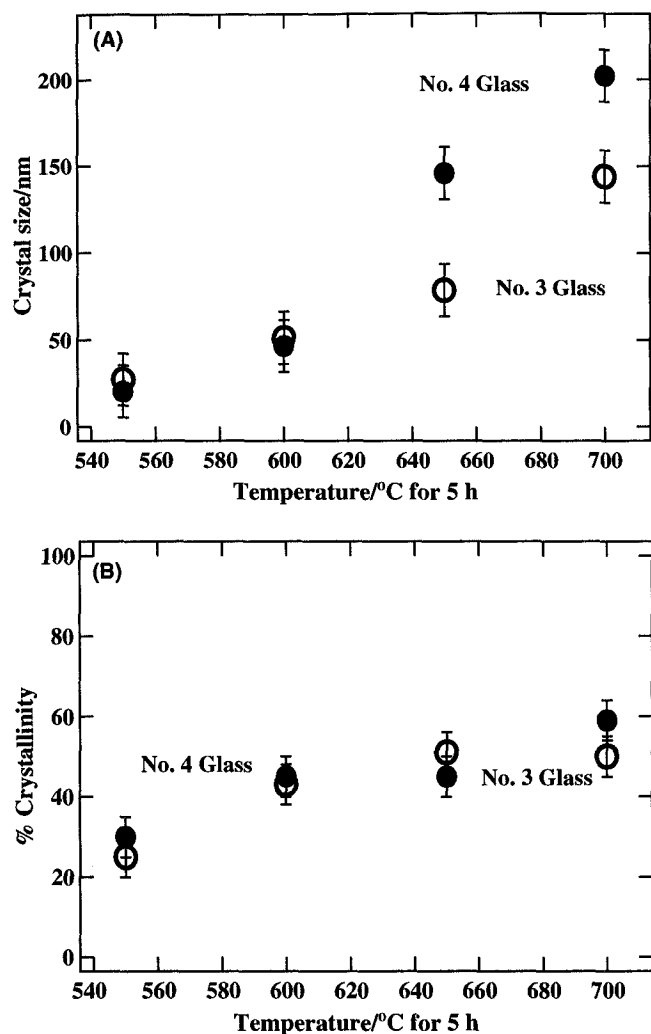 (A)
No. 4 Glass
200
150
100
50
0
Crystal size/nm
No. 3 Glass
540 560 580 600 620 640 660 680 700
Temperature/°C for 5 h
(B)
100
80
60
40
20
0
% Crystallinity
No. 4 Glass
No. 3 Glass
540 560 580 600 620 640 660 680 700
Temperature/°C for 5 h